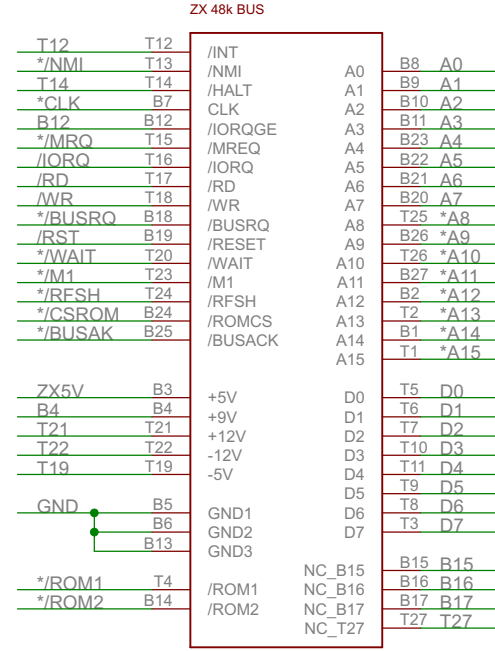 ZX 48k BUS
T12 T12 /INT
*/NMI T13 /NMI A0 B8 A0
T14 T14 /HALT A1 B9 A1
*CLK B7 CLK A2 B10 A2
B12 B12 /IORQGE A3 B11 A3
*/MRQ T15 /MREQ A4 B23 A4
/IORQ T16 /IORQ A5 B22 A5
/RD T17 /RD A6 B21 A6
/WR T18 /WR A7 B20 A7
*/BUSRQ B18 /BUSRQ A8 T25 *A8
/RST B19 /RESET A9 B26 *A9
*/WAIT T20 /WAIT A10 T26 *A10
*/M1 T23 /M1 A11 B27 *A11
*/RFSH T24 /RFSH A12 B2 *A12
*/CSROM B24 /ROMCS A13 T2 *A13
*/BUSAK B25 /BUSACK A14 B1 *A14
A15 T1 *A15
ZX5V B3 +5V D0 T5 D0
B4 B4 +9V D1 T6 D1
T21 T21 +12V D2 T7 D2
T22 T22 -12V D3 T10 D3
T19 T19 -5V D4 T11 D4
D5 T9 D5
GND B5 GND1 D6 T8 D6
B6 GND2 D7 T3 D7
B13 GND3
NC_B15 B15 B15
*/ROM1 T4 /ROM1 NC_B16 B16 B16
*/ROM2 B14 /ROM2 NC_B17 B17 B17
NC_T27 T27 T27